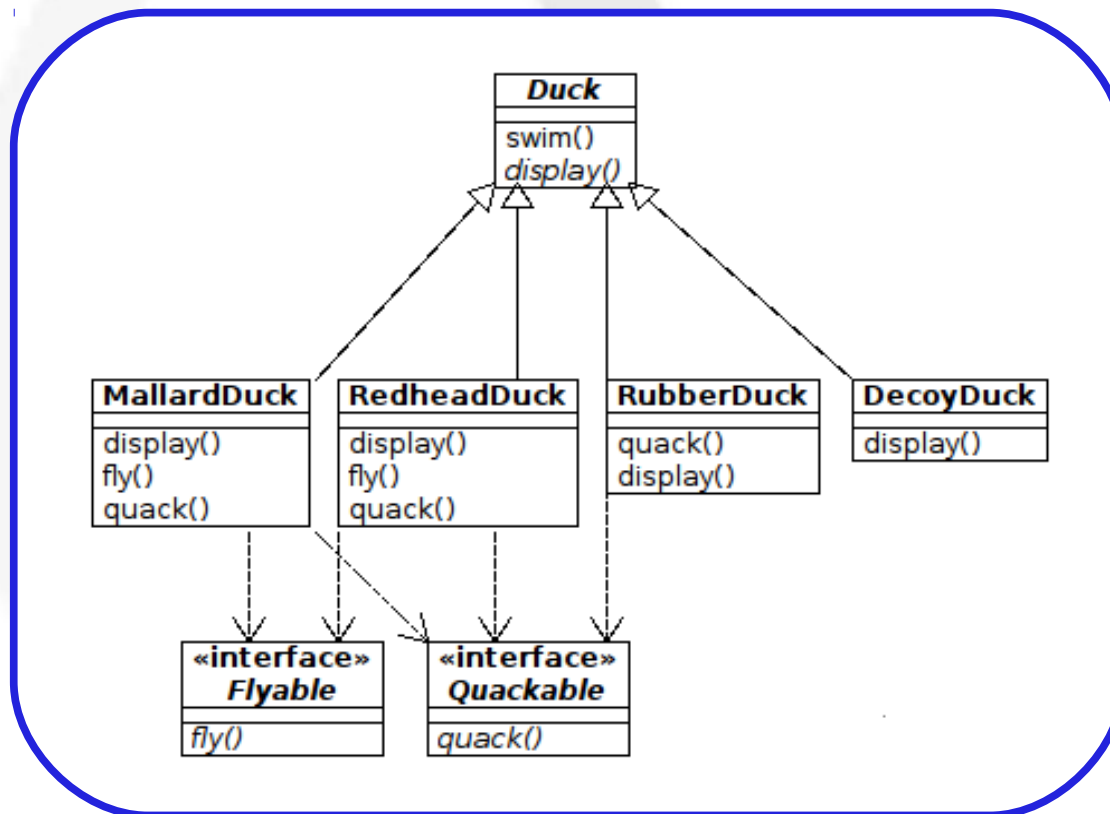 Duck
swim()
display()
MallardDuck
display()
fly()
quack()
RedheadDuck
display()
fly()
quack()
RubberDuck
quack()
display()
DecoyDuck
display()
«interface»
Flyable
fly()
«interface»
Quackable
quack()